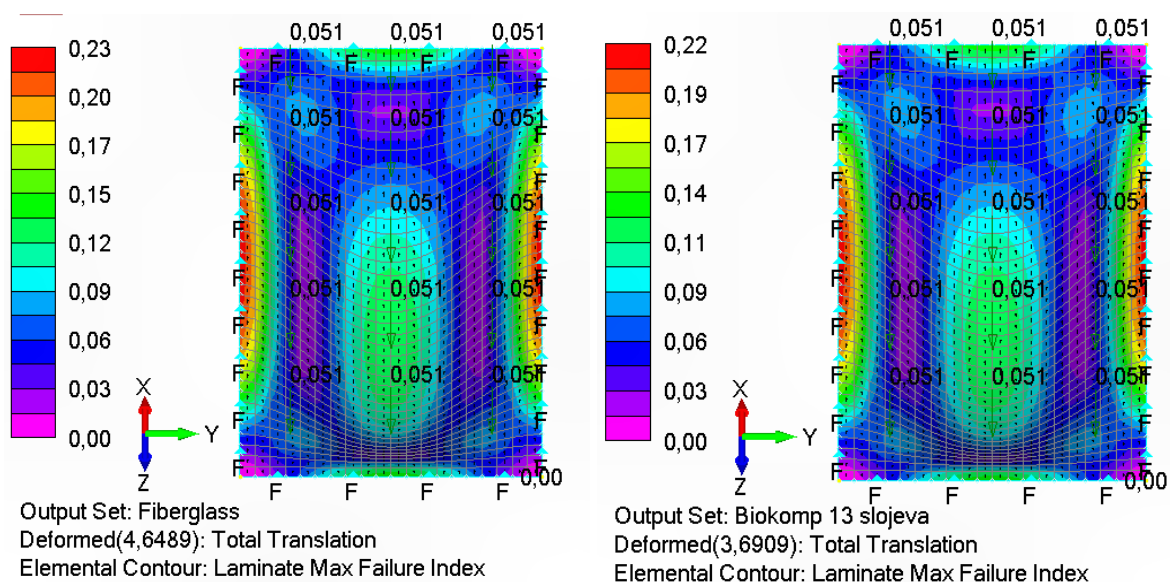 0,051 0,051 0,051
F F F F
0,23
0,20
0,17
0,15
0,12
0,09
0,06
0,03
0,00
F F
F 0,051 0,051 0,051 F
F F
F 0,051 0,051 0,051 F
F F
F 0,051 0,051 0,051 F
F F
F 0,051 0,051 0,051 F
F F
F F
0,00
F F F F
X
Y
Z
Output Set: Fiberglass
Deformed(4,6489): Total Translation
Elemental Contour: Laminate Max Failure Index
0,051 0,051 0,051
F F F F
0,22
0,19
0,17
0,14
0,11
0,08
0,06
0,03
0,00
F F
F 0,051 0,051 0,051 F
F F
F 0,051 0,051 0,051 F
F F
F 0,051 0,051 0,051 F
F F
F 0,051 0,051 0,051 F
F F
F F
0,00
F F F F
X
Y
Z
Output Set: Biokomp 13 slojeva
Deformed(3,6909): Total Translation
Elemental Contour: Laminate Max Failure Index